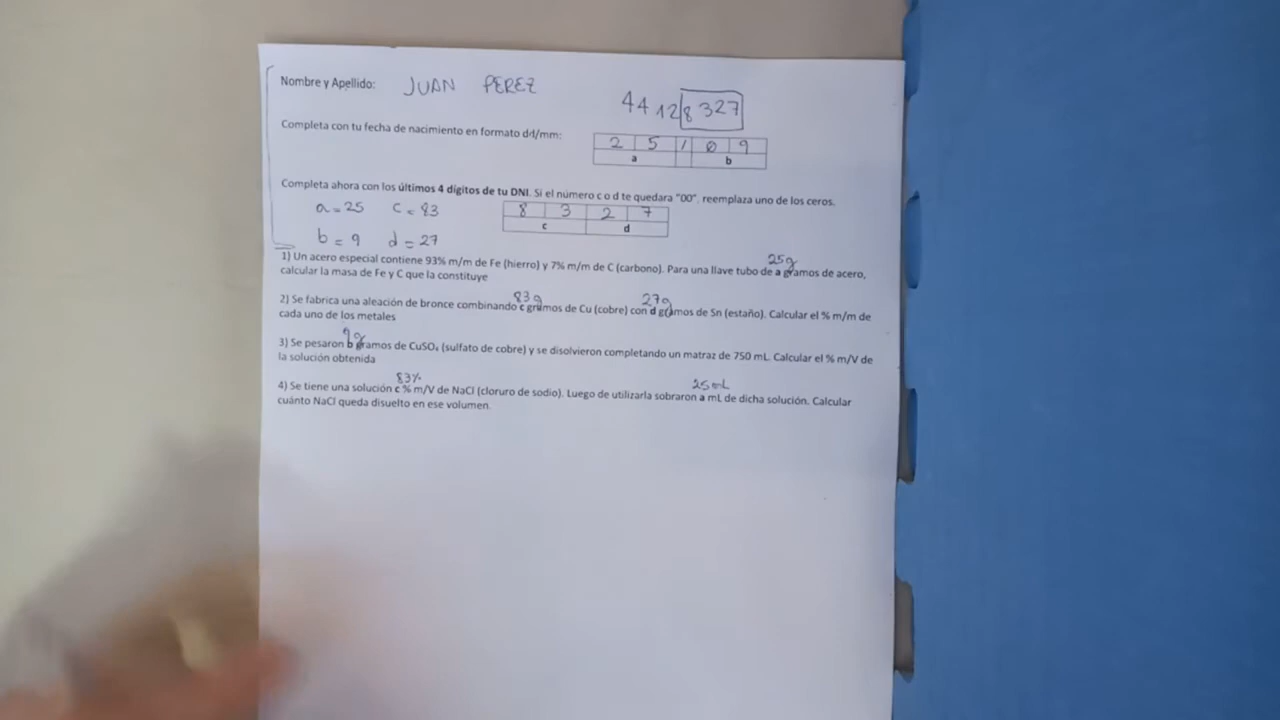 Nombre y Apellido: JUAN PEREZ
44 128327
Completa con tu fecha de nacimiento en formato dd/mm:
2 5 / 0 9
a b
Completa ahora con los últimos 4 dígitos de tu DNI. Si el número c o d te quedara "00", reemplaza uno de los ceros.
a=25 c=83
8 3 2 7
c d
b=9 d=27
25g
1) Un acero especial contiene 93% m/m de Fe (hierro) y 7% m/m de C (carbono). Para una llave tubo de a gramos de acero,
calcular la masa de Fe y C que la constituye
83g 27g
2) Se fabrica una aleación de bronce combinando c gramos de Cu (cobre) con d gramos de Sn (estaño). Calcular el % m/m de
cada uno de los metales
9g
3) Se pesaron b gramos de CuSO₄ (sulfato de cobre) y se disolvieron completando un matraz de 750 mL. Calcular el % m/V de
la solución obtenida
83% 25mL
4) Se tiene una solución c % m/V de NaCl (cloruro de sodio). Luego de utilizarla sobraron a mL de dicha solución. Calcular
cuánto NaCl queda disuelto en ese volumen.